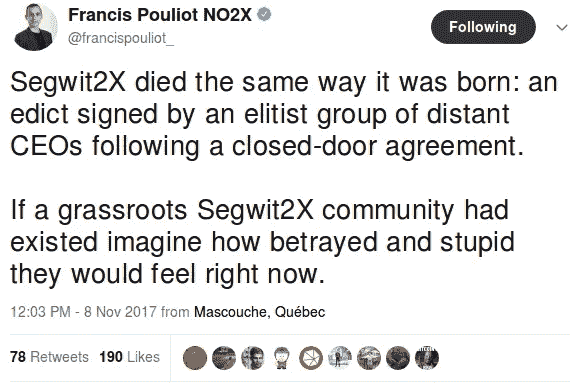 Francis Pouliot NO2X
@francispouliot_
Following
Segwit2X died the same way it was born: an
edict signed by an elitist group of distant
CEOs following a closed-door agreement.
If a grassroots Segwit2X community had
existed imagine how betrayed and stupid
they would feel right now.
12:03 PM - 8 Nov 2017 from Mascouche, Québec
78 Retweets 190 Likes